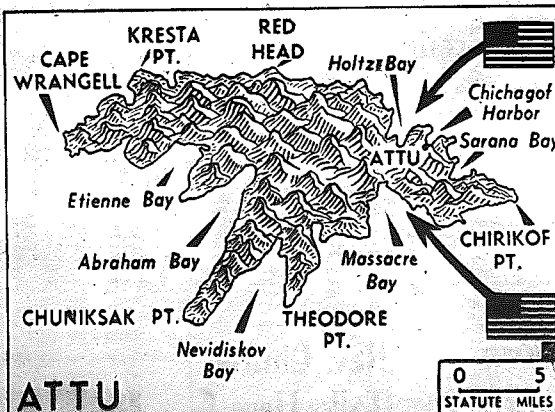 KRESTA
PT.
RED
HEAD
CAPE
WRANGELL
Holtz Bay
Chichagof
Harbor
Sarana Bay
ATTU
Etienne Bay
Abraham Bay
Massacre
Bay
CHIRIKOF
PT.
CHUNIKSAK PT.
THEODORE
PT.
Nevidiskov
Bay
ATTU
0 5
STATUTE MILES